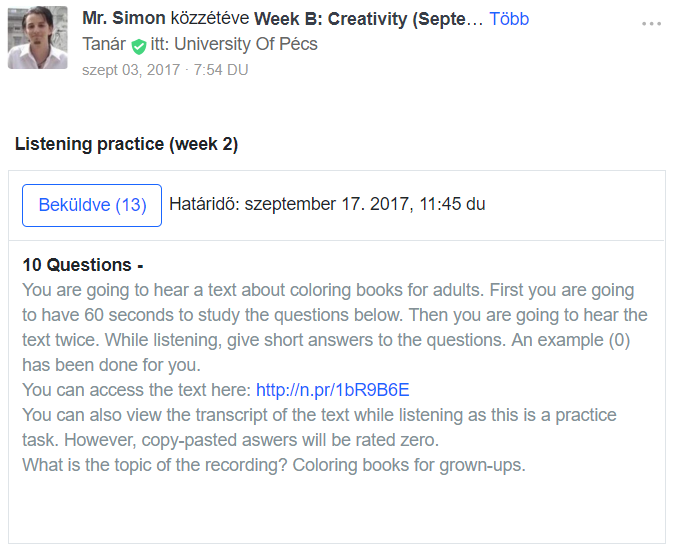 Mr. Simon közzétéve Week B: Creativity (Septe… Több
Tanár itt: University Of Pécs
szept 03, 2017 · 7:54 DU
Listening practice (week 2)
Beküldve (13) Határidő: szeptember 17. 2017, 11:45 du
10 Questions -
You are going to hear a text about coloring books for adults. First you are going
to have 60 seconds to study the questions below. Then you are going to hear the
text twice. While listening, give short answers to the questions. An example (0)
has been done for you.
You can access the text here: http://n.pr/1bR9B6E
You can also view the transcript of the text while listening as this is a practice
task. However, copy-pasted aswers will be rated zero.
What is the topic of the recording? Coloring books for grown-ups.